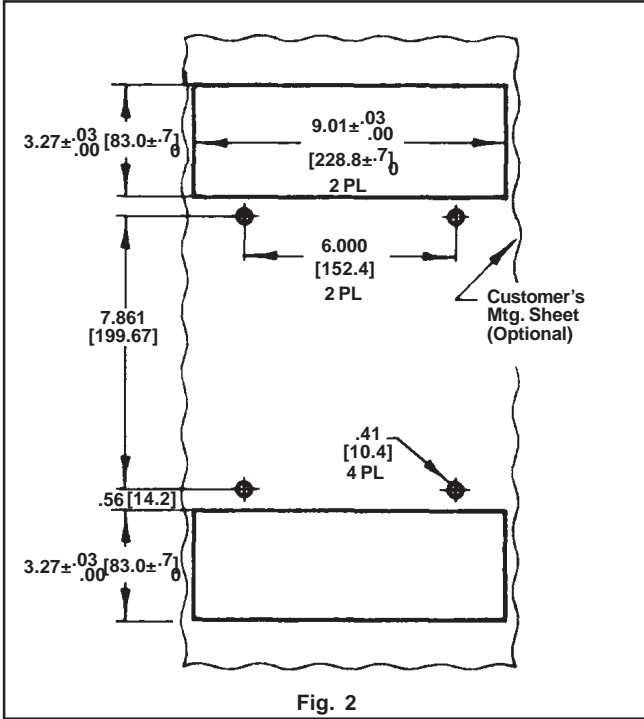 3.27±.03 .00 [83.0±.7] 0
9.01±.03 .00
[228.8±.7] 0
2 PL
6.000
[152.4]
2 PL
7.861
[199.67]
Customer's
Mtg. Sheet
(Optional)
.41
[10.4]
4 PL
.56 [14.2]
3.27±.03 .00 [83.0±.7] 0
Fig. 2